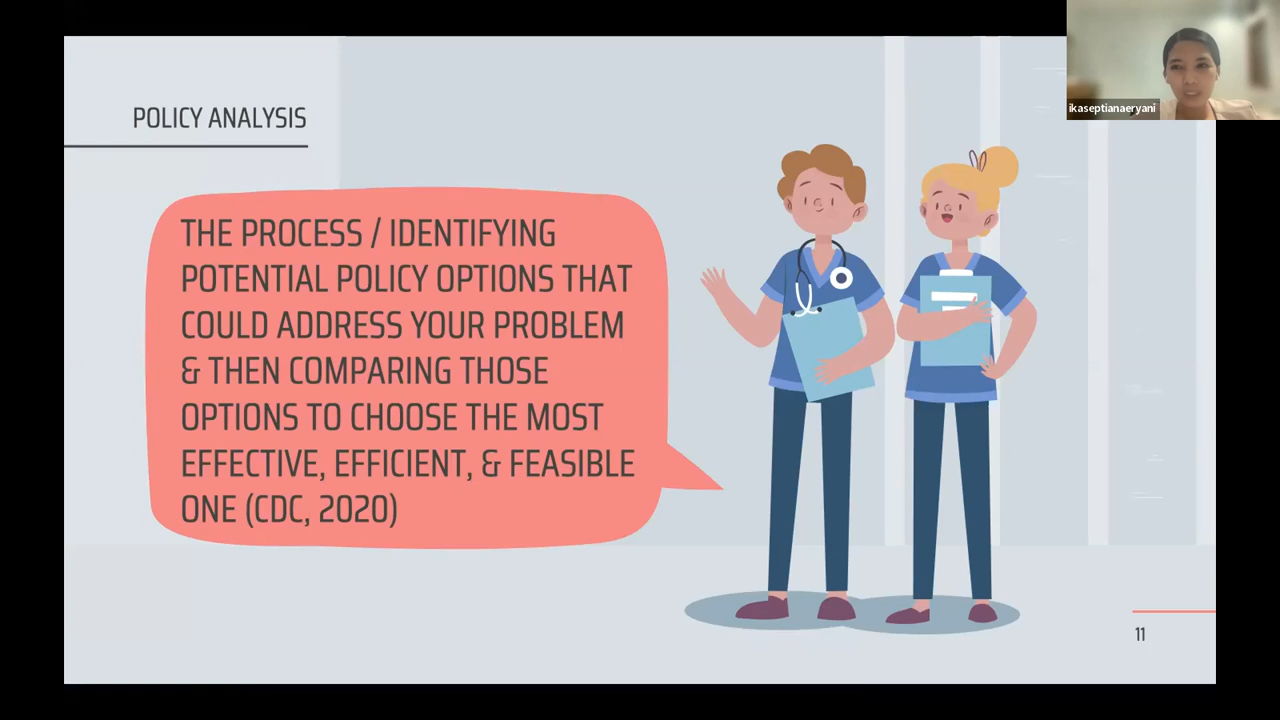 POLICY ANALYSIS
ikaseptianaeryani
THE PROCESS / IDENTIFYING
POTENTIAL POLICY OPTIONS THAT
COULD ADDRESS YOUR PROBLEM
& THEN COMPARING THOSE
OPTIONS TO CHOOSE THE MOST
EFFECTIVE, EFFICIENT, & FEASIBLE
ONE (CDC, 2020)
11